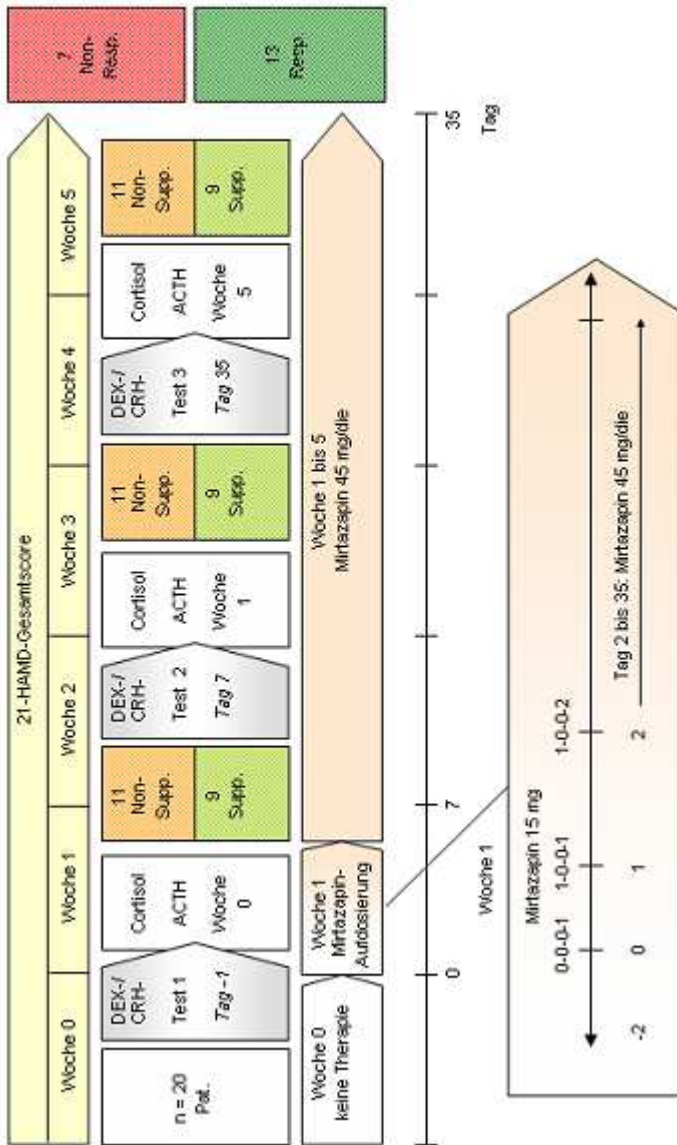 21-HAMD-Gesamtscore
Woche 0
Woche 1
Woche 2
Woche 3
Woche 4
Woche 5
n = 20
Pat.
DEX-/
CRH-
Test 1
Tag -1
Cortisol
ACTH
Woche
0
11
Non-
Supp.
9
Supp.
DEX-/
CRH-
Test 2
Tag 7
Cortisol
ACTH
Woche
1
11
Non-
Supp.
9
Supp.
DEX-/
CRH-
Test 3
Tag 35
Cortisol
ACTH
Woche
5
11
Non-
Supp.
9
Supp.
7
Non-
Resp.
13
Resp.
Woche 0
keine Therapie
Woche 1
Mirtazapin-
Aufdosierung
Woche 1 bis 5
Mirtazapin 45 mg/die
0
7
35
Tag
Woche 1
Mirtazapin 15 mg
0-0-0-1
1-0-0-1
1-0-0-2
-2
0
1
2
Tag 2 bis 35: Mirtazapin 45 mg/die